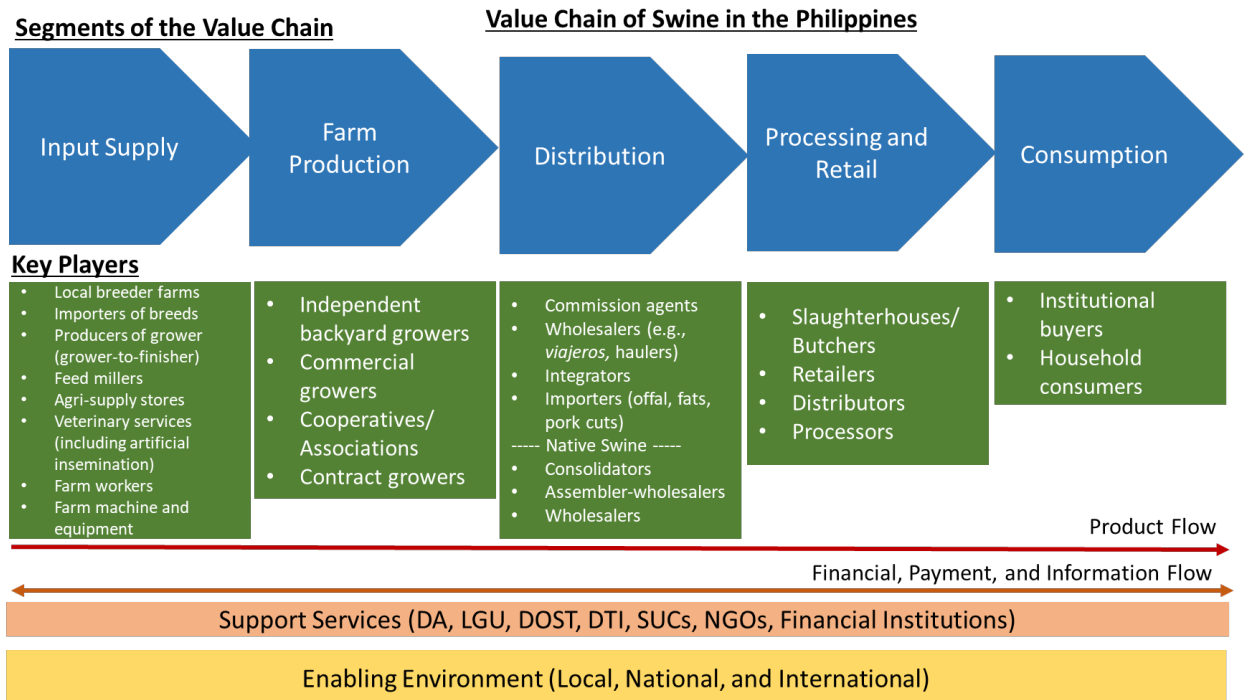 Segments of the Value Chain
Value Chain of Swine in the Philippines
Input Supply
Farm
Production
Distribution
Processing and
Retail
Consumption
Key Players
• Local breeder farms
• Importers of breeds
• Producers of grower
(grower-to-finisher)
• Feed millers
• Agri-supply stores
• Veterinary services
(including artificial
insemination)
• Farm workers
• Farm machine and
equipment
• Independent
backyard growers
• Commercial
growers
• Cooperatives/
Associations
• Contract growers
• Commission agents
• Wholesalers (e.g.,
viajeros, haulers)
• Integrators
• Importers (offal, fats,
pork cuts)
----- Native Swine -----
• Consolidators
• Assembler-wholesalers
• Wholesalers
• Slaughterhouses/
Butchers
• Retailers
• Distributors
• Processors
• Institutional
buyers
• Household
consumers
Product Flow
Financial, Payment, and Information Flow
Support Services (DA, LGU, DOST, DTI, SUCs, NGOs, Financial Institutions)
Enabling Environment (Local, National, and International)